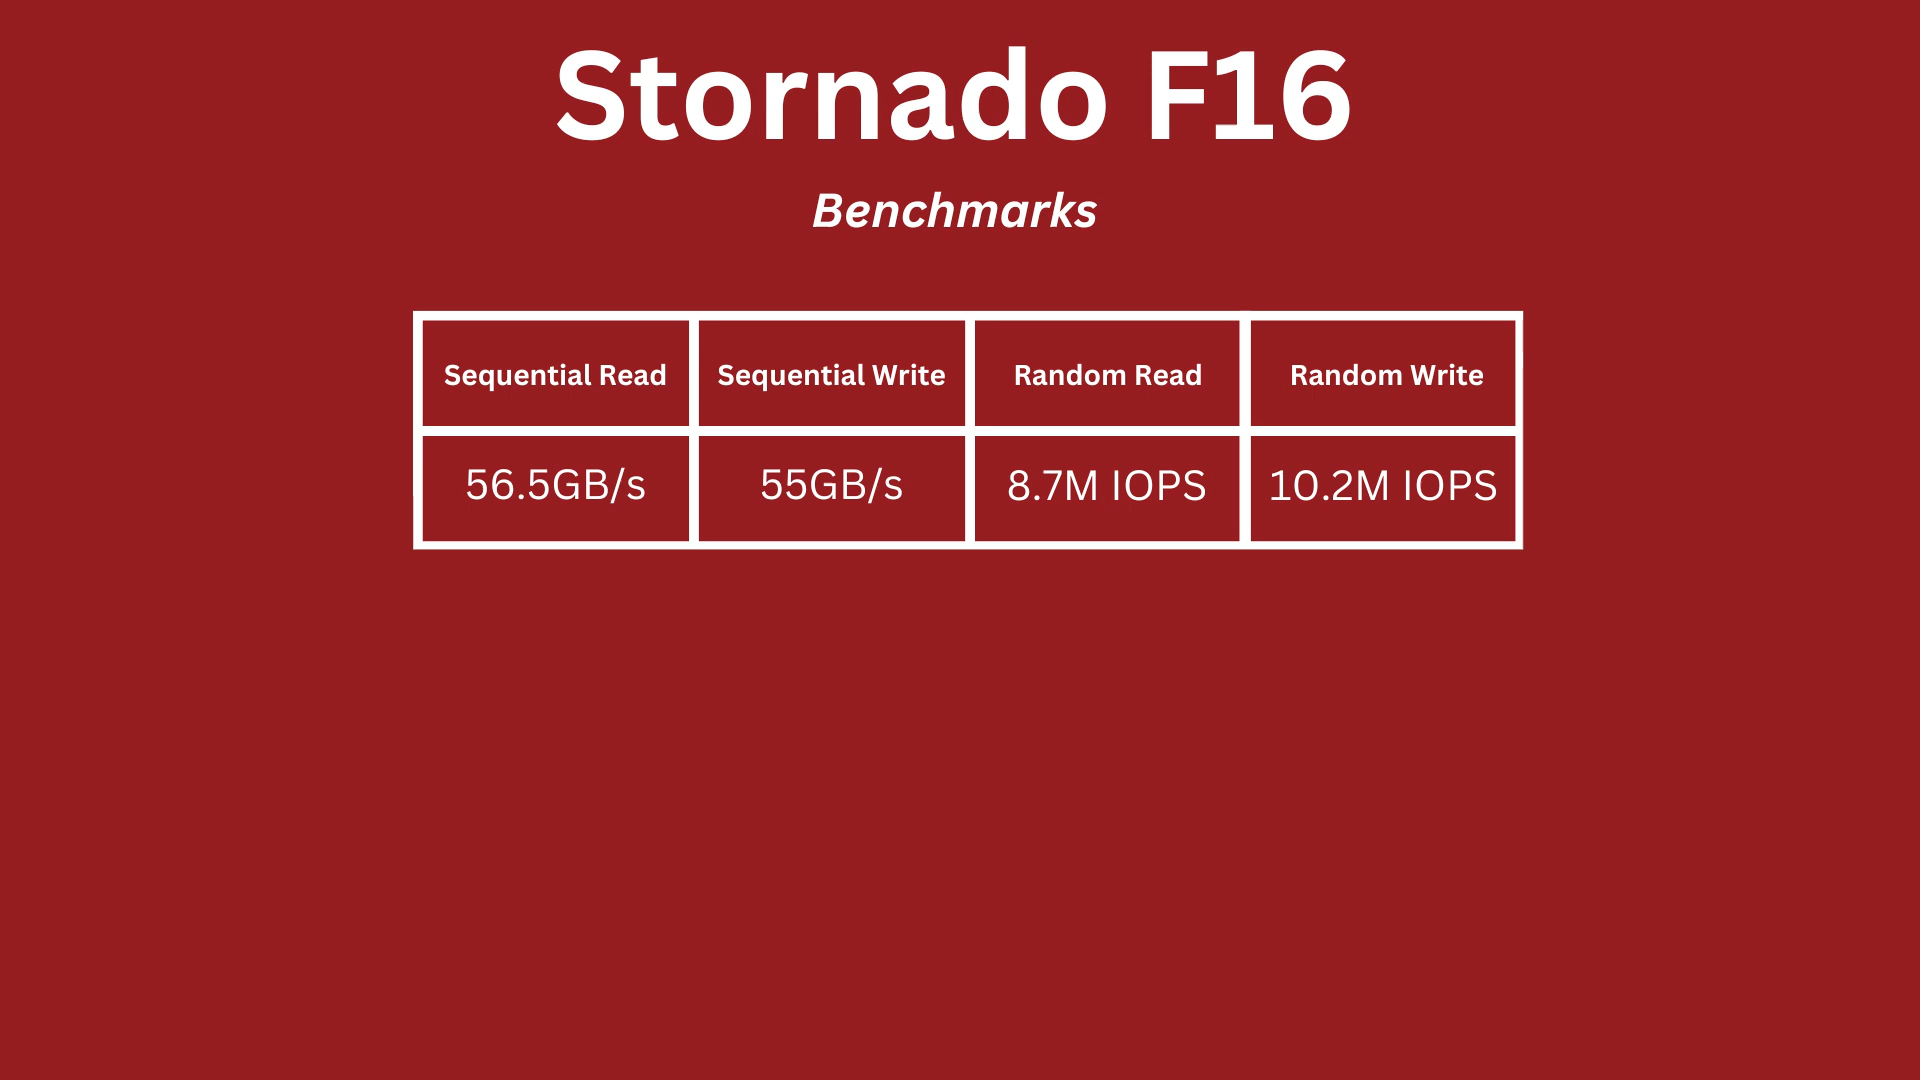 Stornado F16
Benchmarks
Sequential Read Sequential Write Random Read Random Write
56.5GB/s 55GB/s 8.7M IOPS 10.2M IOPS